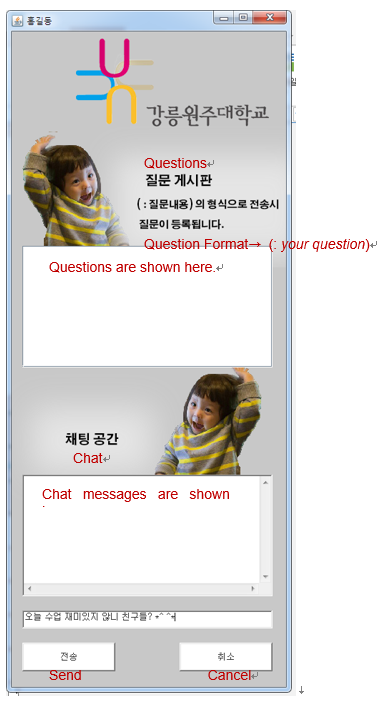 홍길동
강릉원주대학교
Questions
질문 게시판
( : 질문내용) 의 형식으로 전송시
질문이 등록됩니다.
Question Format→ (: your question)
Questions are shown here.
채팅 공간
Chat
Chat messages are shown
오늘 수업 재미있지 않니 친구들? +^ ^+
전송
취소
Send
Cancel